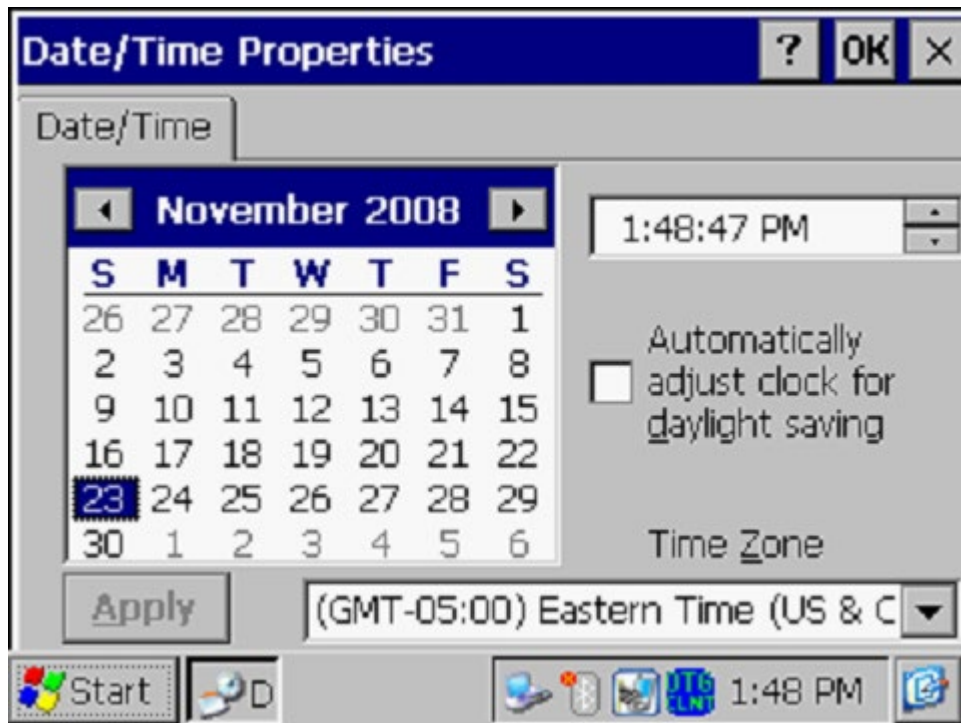 Date/Time Properties ? OK ×
Date/Time
November 2008
S M T W T F S
26 27 28 29 30 31 1
2 3 4 5 6 7 8
9 10 11 12 13 14 15
16 17 18 19 20 21 22
23 24 25 26 27 28 29
30 1 2 3 4 5 6
1:48:47 PM
Automatically
adjust clock for
daylight saving
Time Zone
Apply
(GMT-05:00) Eastern Time (US & C
Start
D
DTG
CLNT
1:48 PM